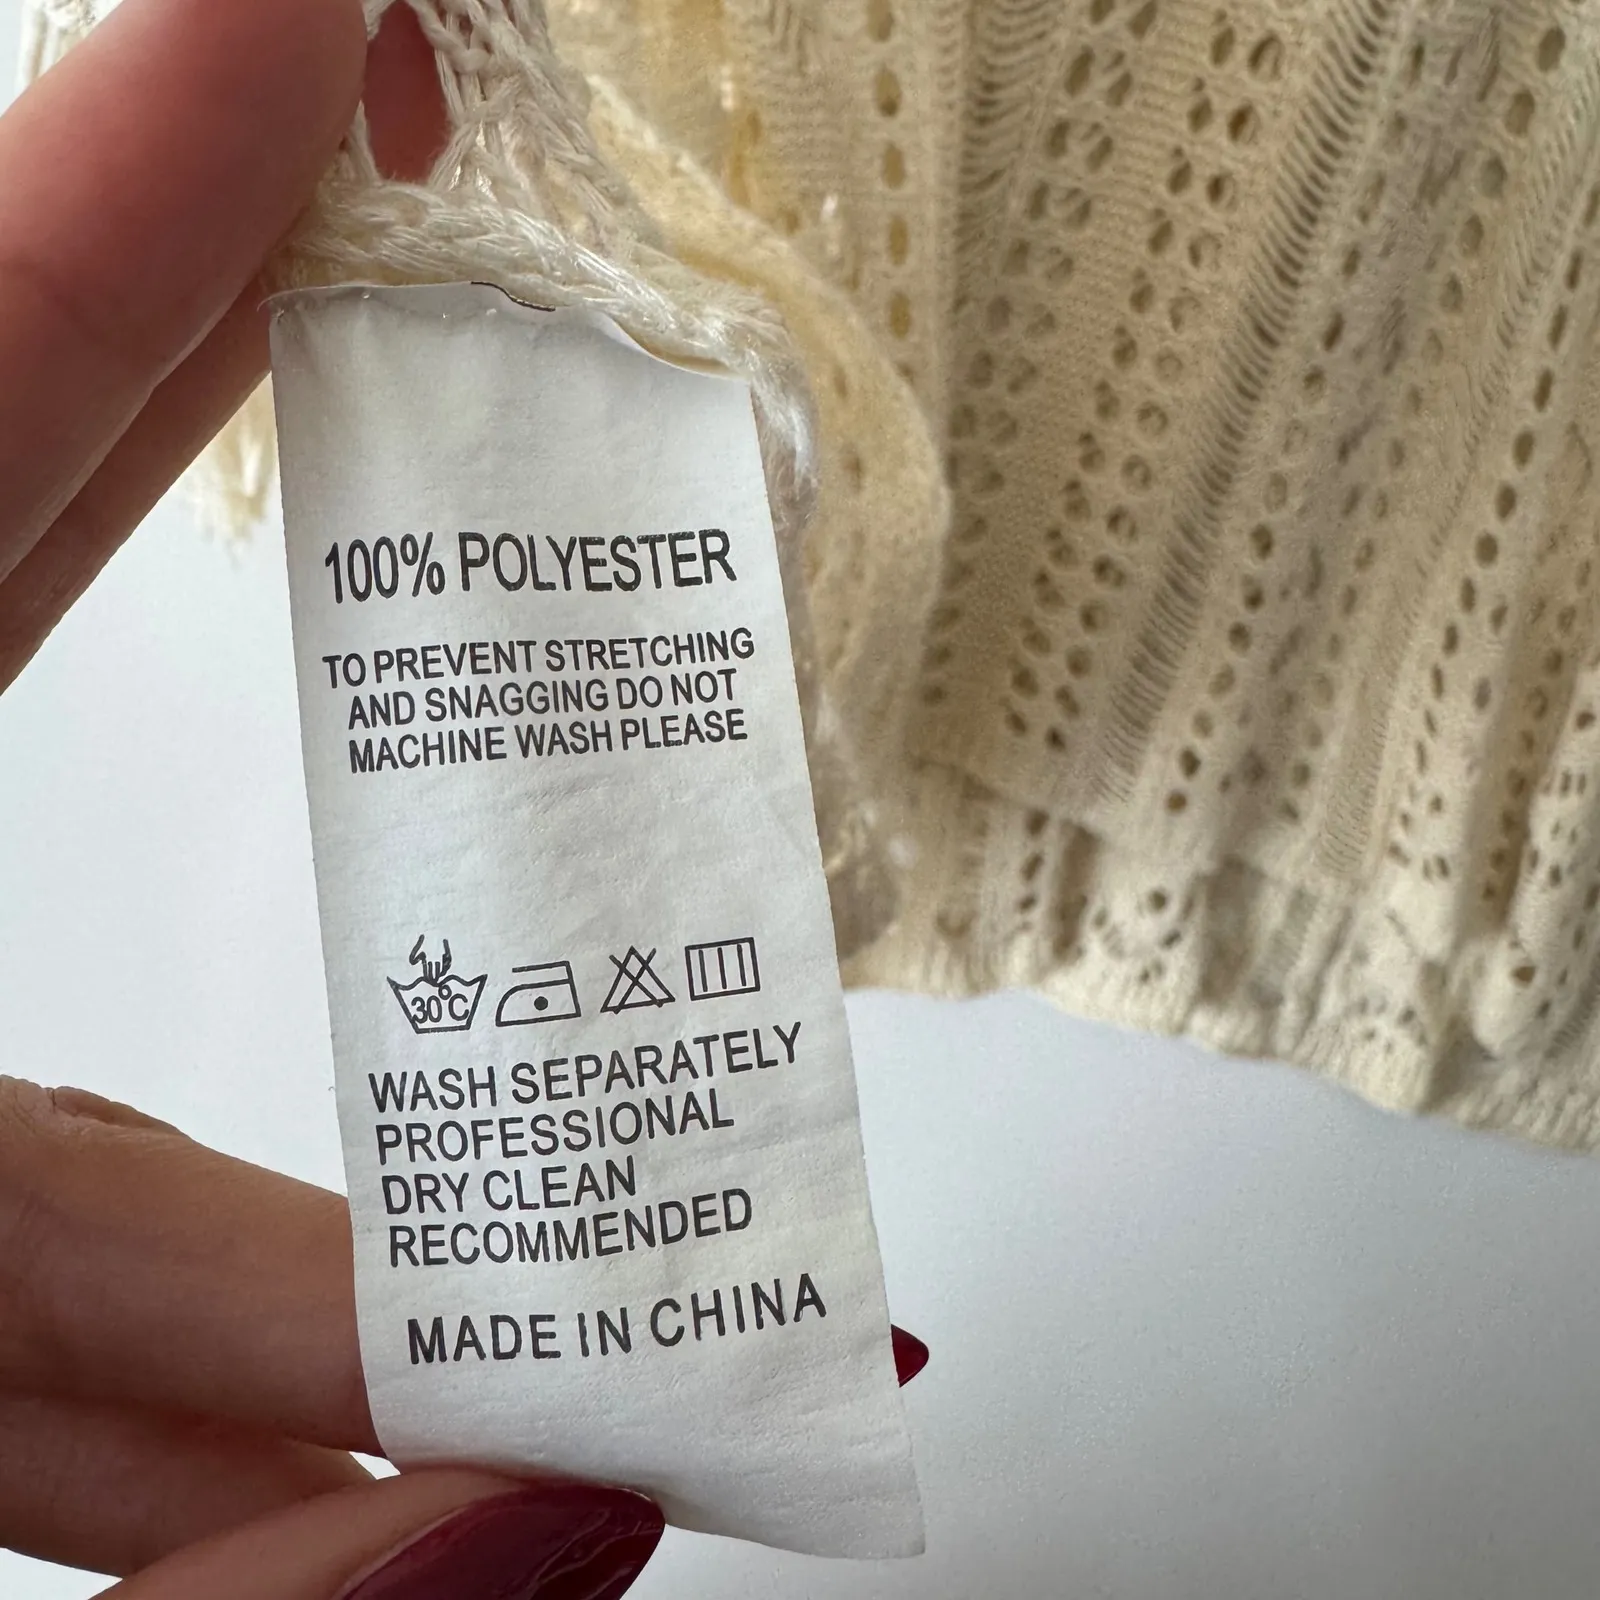 100% POLYESTER
TO PREVENT STRETCHING
AND SNAGGING DO NOT
MACHINE WASH PLEASE
30°C
WASH SEPARATELY
PROFESSIONAL
DRY CLEAN
RECOMMENDED
MADE IN CHINA